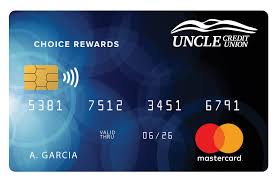 UNCLE CREDIT UNION
CHOICE REWARDS
5381 7512 3451 6791
VALID THRU 06/26
A. GARCIA
mastercard